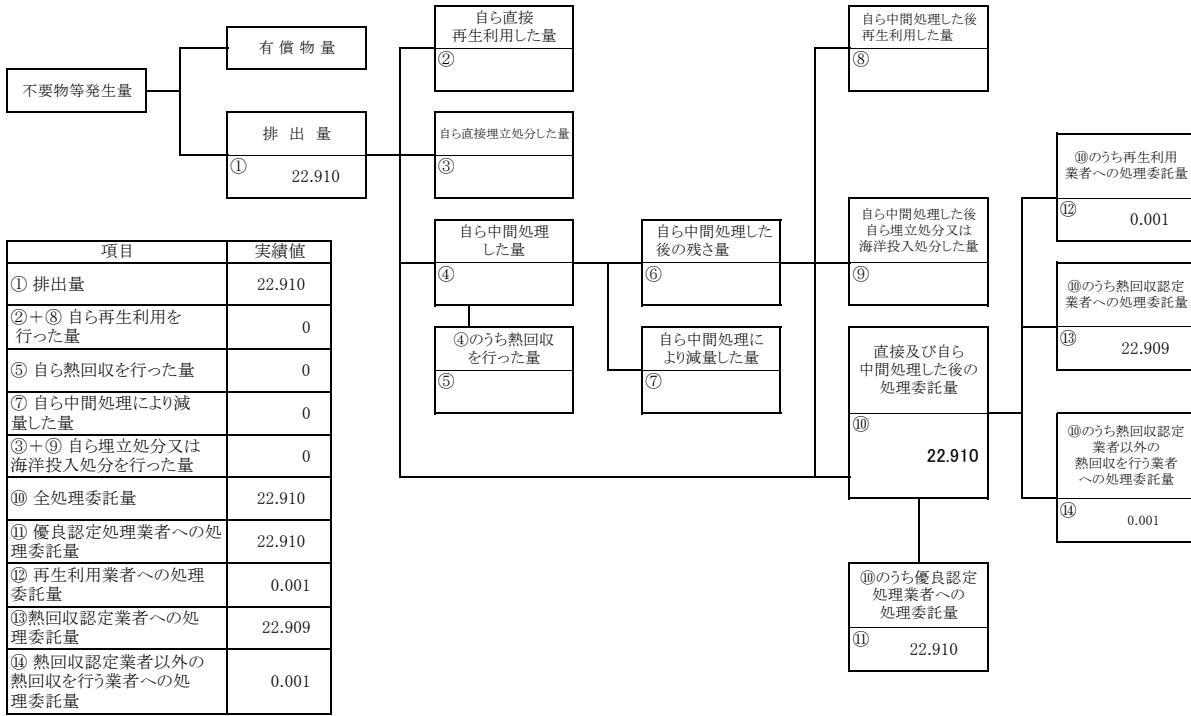 不要物等発生量
有 償 物 量
排 出 量
①
22.910
自ら直接
再生利用した量
②
自ら直接埋立処分した量
③
自ら中間処理
した量
④
④のうち熱回収
を行った量
⑤
自ら中間処理した
後の残さ量
⑥
自ら中間処理に
より減量した量
⑦
自ら中間処理した後
再生利用した量
⑧
自ら中間処理した後
自ら埋立処分又は
海洋投入処分した量
⑨
直接及び自ら
中間処理した後の
処理委託量
⑩
22.910
⑩のうち優良認定
処理業者への
処理委託量
⑪
22.910
⑩のうち再生利用
業者への処理委託量
⑫
0.001
⑩のうち熱回収認定
業者への処理委託量
⑬
22.909
⑩のうち熱回収認定
業者以外の
熱回収を行う業者
への処理委託量
⑭
0.001
項目 実績値
① 排出量 22.910
②+⑧ 自ら再生利用を
行った量 0
⑤ 自ら熱回収を行った量 0
⑦ 自ら中間処理により減
量した量 0
③+⑨ 自ら埋立処分又は
海洋投入処分を行った量 0
⑩ 全処理委託量 22.910
⑪ 優良認定処理業者への処
理委託量 22.910
⑫ 再生利用業者への処理
委託量 0.001
⑬熱回収認定業者への処
理委託量 22.909
⑭ 熱回収認定業者以外の
熱回収を行う業者への処
理委託量 0.001